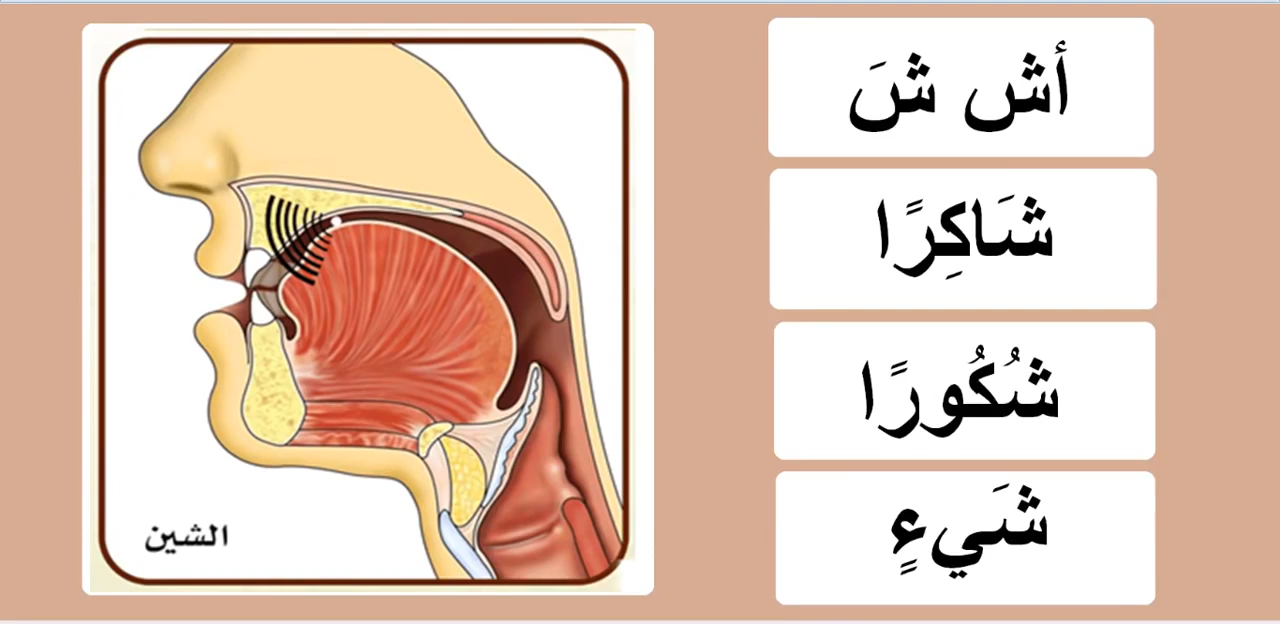 الشين
أش شَ
شَاكِرًا
شُكُورًا
شَيءٍ